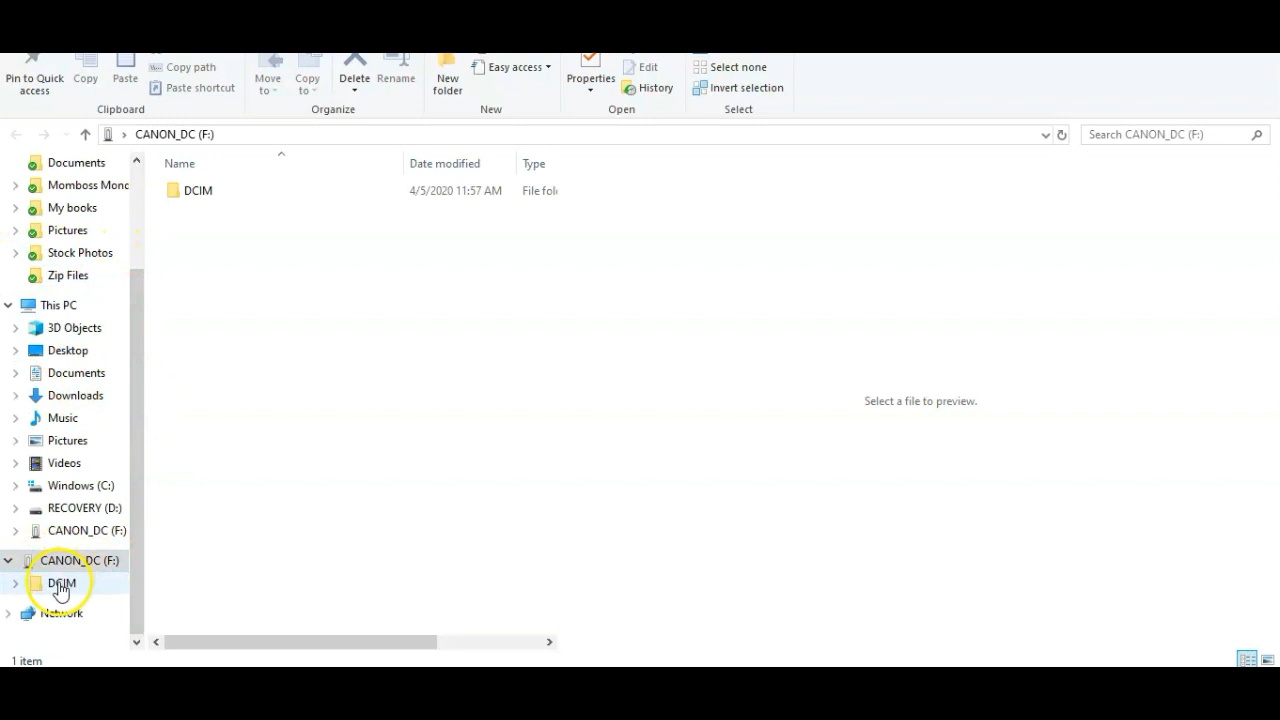 Copy path
Easy access
Edit
Select none
Pin to Quick access
Copy
Paste
Paste shortcut
Move to
Copy to
Delete
Rename
New folder
Properties
History
Invert selection
Clipboard
Organize
New
Open
Select
CANON_DC (F:)
Search CANON_DC (F:)
Documents
Momboss Mond
My books
Pictures
Stock Photos
Zip Files
This PC
3D Objects
Desktop
Documents
Downloads
Music
Pictures
Videos
Windows (C:)
RECOVERY (D:)
CANON_DC (F:)
CANON_DC (F:)
DCIM
Network
Name
Date modified
Type
DCIM
4/5/2020 11:57 AM
File fol
Select a file to preview.
1 item